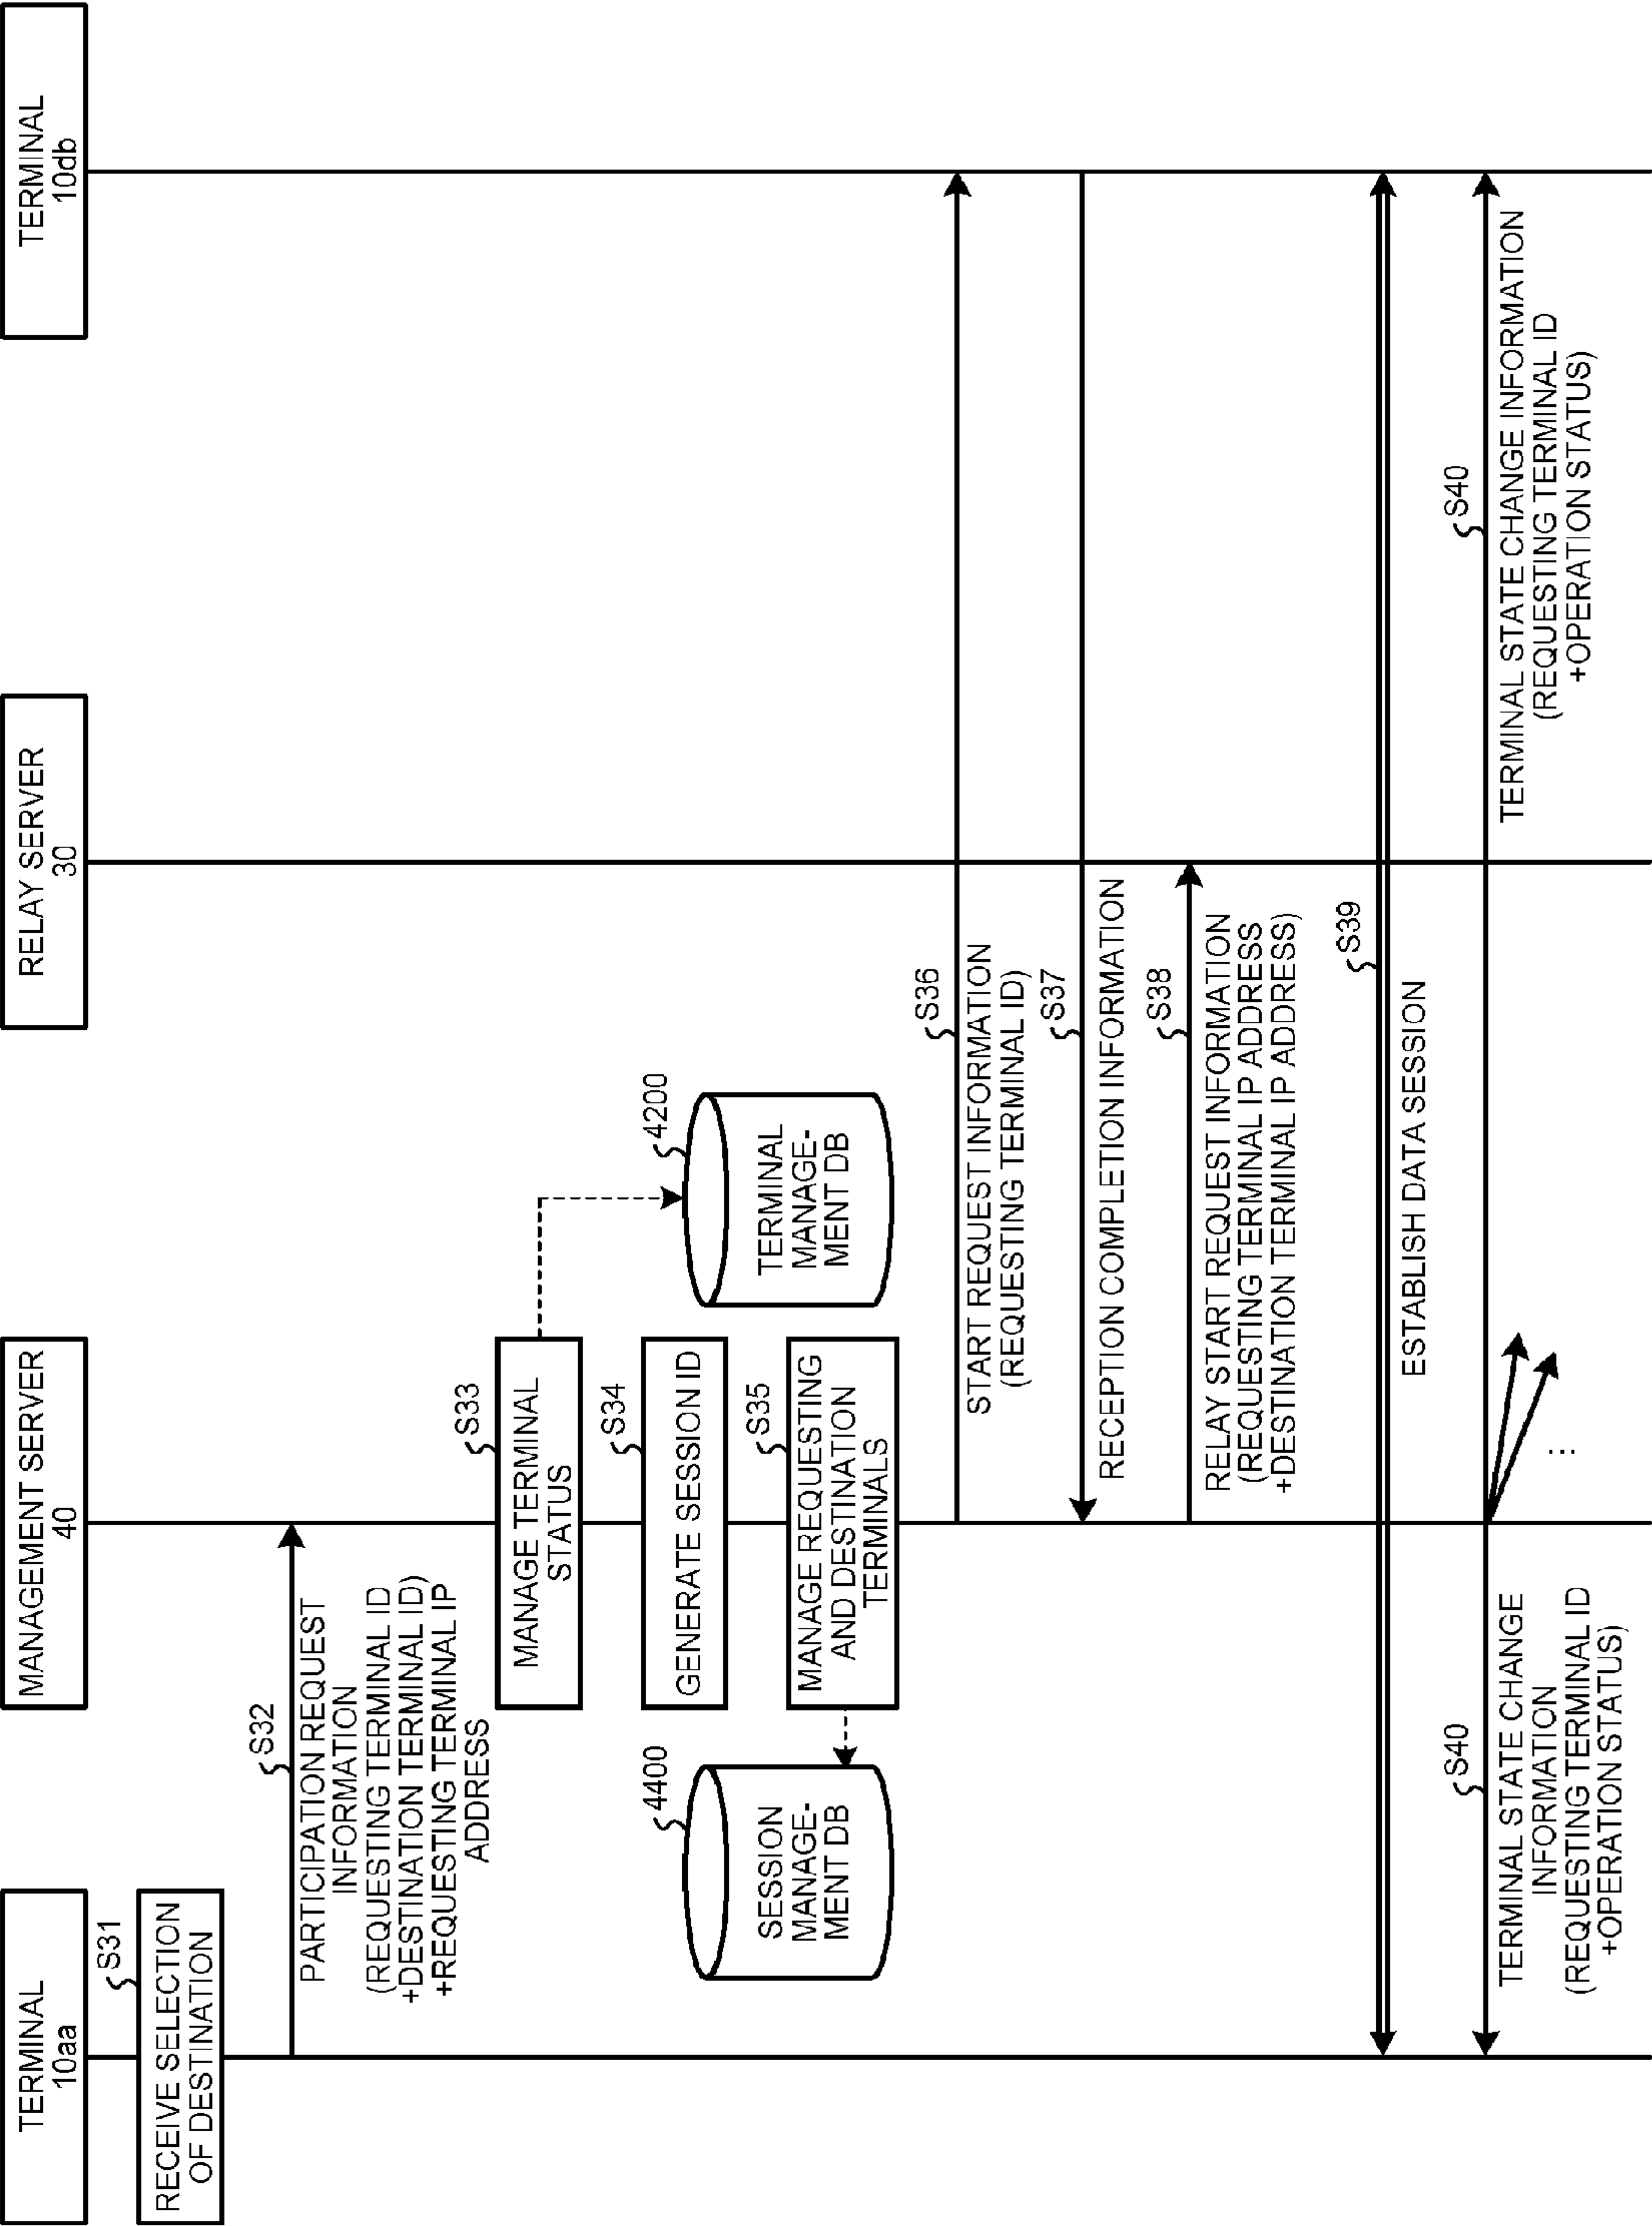 TERMINAL
10aa
MANAGEMENT SERVER
40
RELAY SERVER
30
TERMINAL
10db
S31
RECEIVE SELECTION
OF DESTINATION
S32
PARTICIPATION REQUEST
INFORMATION
(REQUESTING TERMINAL ID
+DESTINATION TERMINAL ID)
+REQUESTING TERMINAL IP
ADDRESS
S33
MANAGE TERMINAL
STATUS
4200
TERMINAL
MANAGE-
MENT DB
S34
GENERATE SESSION ID
S35
MANAGE REQUESTING
AND DESTINATION
TERMINALS
4400
SESSION
MANAGE-
MENT DB
S36
START REQUEST INFORMATION
(REQUESTING TERMINAL ID)
S37
RECEPTION COMPLETION INFORMATION
S38
RELAY START REQUEST INFORMATION
(REQUESTING TERMINAL IP ADDRESS
+DESTINATION TERMINAL IP ADDRESS)
S39
ESTABLISH DATA SESSION
S40
TERMINAL STATE CHANGE
INFORMATION
(REQUESTING TERMINAL ID
+OPERATION STATUS)
...
S40
TERMINAL STATE CHANGE INFORMATION
(REQUESTING TERMINAL ID
+OPERATION STATUS)